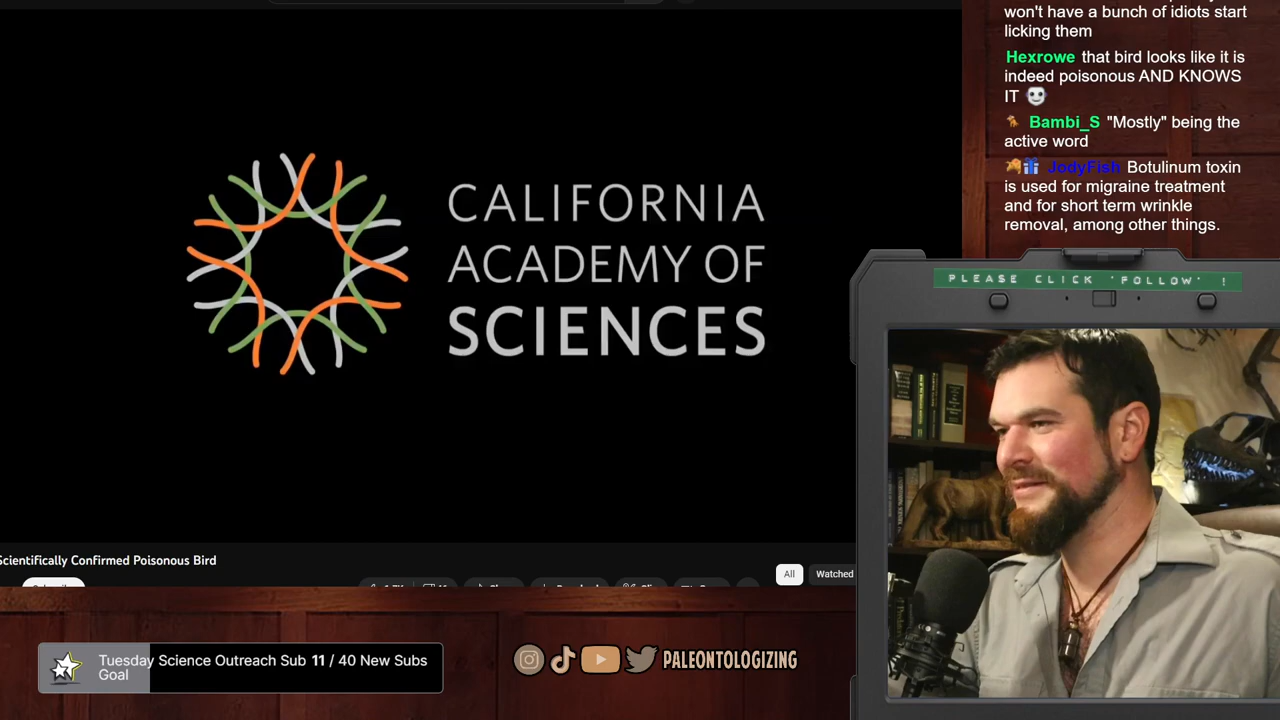 won't have a bunch of idiots start
licking them
Hexrowe that bird looks like it is
indeed poisonous AND KNOWS
IT
Bambi_S "Mostly" being the
active word
JodyFish Botulinum toxin
is used for migraine treatment
and for short term wrinkle
removal, among other things.
CALIFORNIA
ACADEMY OF
SCIENCES
PLEASE CLICK "FOLLOW" !
Scientifically Confirmed Poisonous Bird
All
Watched
Tuesday Science Outreach Sub 11 / 40 New Subs
Goal
PALEONTOLOGIZING